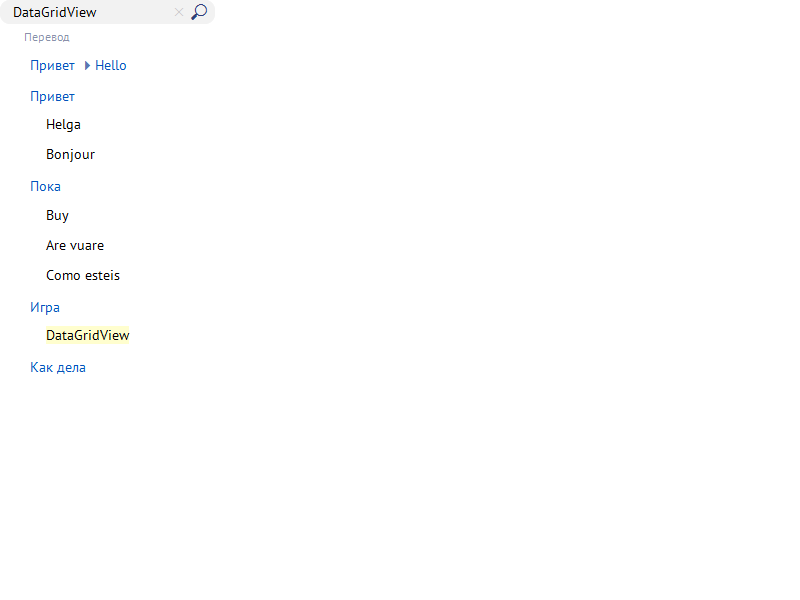 DataGridView
Перевод
Привет Hello
Привет
Helga
Bonjour
Пока
Buy
Are vuare
Como esteis
Игра
DataGridView
Как дела